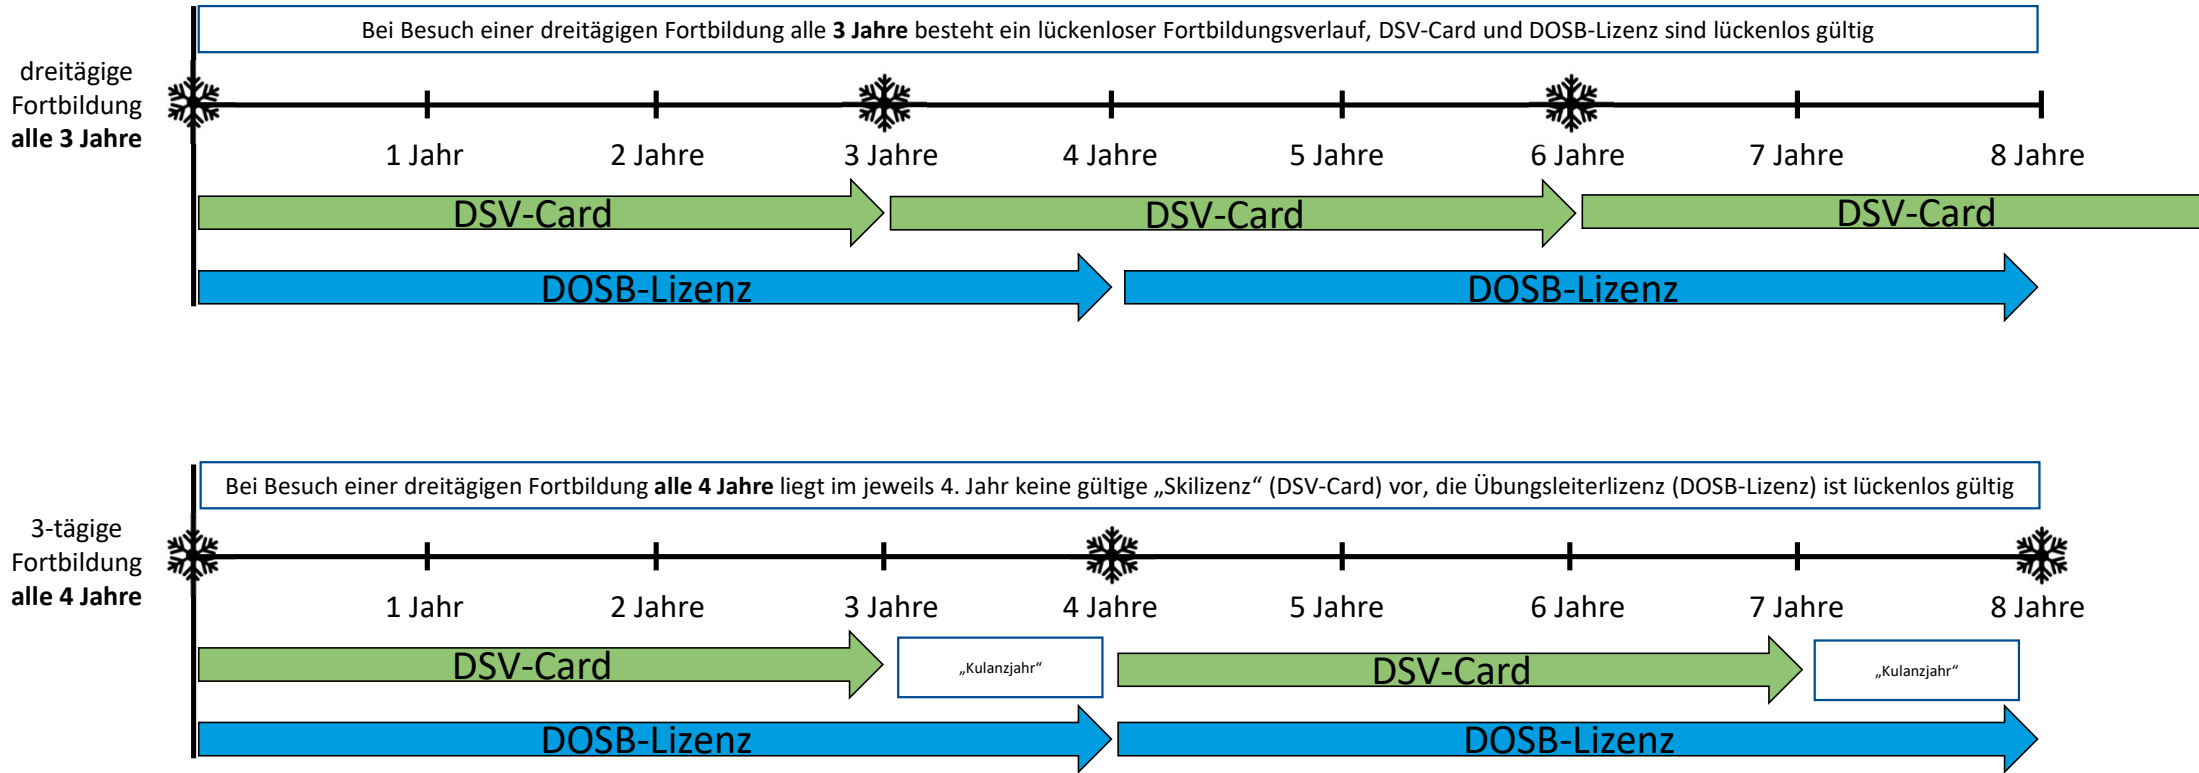 Bei Besuch einer dreitägigen Fortbildung alle 3 Jahre besteht ein lückenloser Fortbildungsverlauf, DSV-Card und DOSB-Lizenz sind lückenlos gültig
dreitägige
Fortbildung
alle 3 Jahre
1 Jahr 2 Jahre 3 Jahre 4 Jahre 5 Jahre 6 Jahre 7 Jahre 8 Jahre
DSV-Card DSV-Card DSV-Card
DOSB-Lizenz DOSB-Lizenz
Bei Besuch einer dreitägigen Fortbildung alle 4 Jahre liegt im jeweils 4. Jahr keine gültige „Skilizenz“ (DSV-Card) vor, die Übungsleiterlizenz (DOSB-Lizenz) ist lückenlos gültig
3-tägige
Fortbildung
alle 4 Jahre
1 Jahr 2 Jahre 3 Jahre 4 Jahre 5 Jahre 6 Jahre 7 Jahre 8 Jahre
DSV-Card „Kulanzjahr“ DSV-Card „Kulanzjahr“
DOSB-Lizenz DOSB-Lizenz